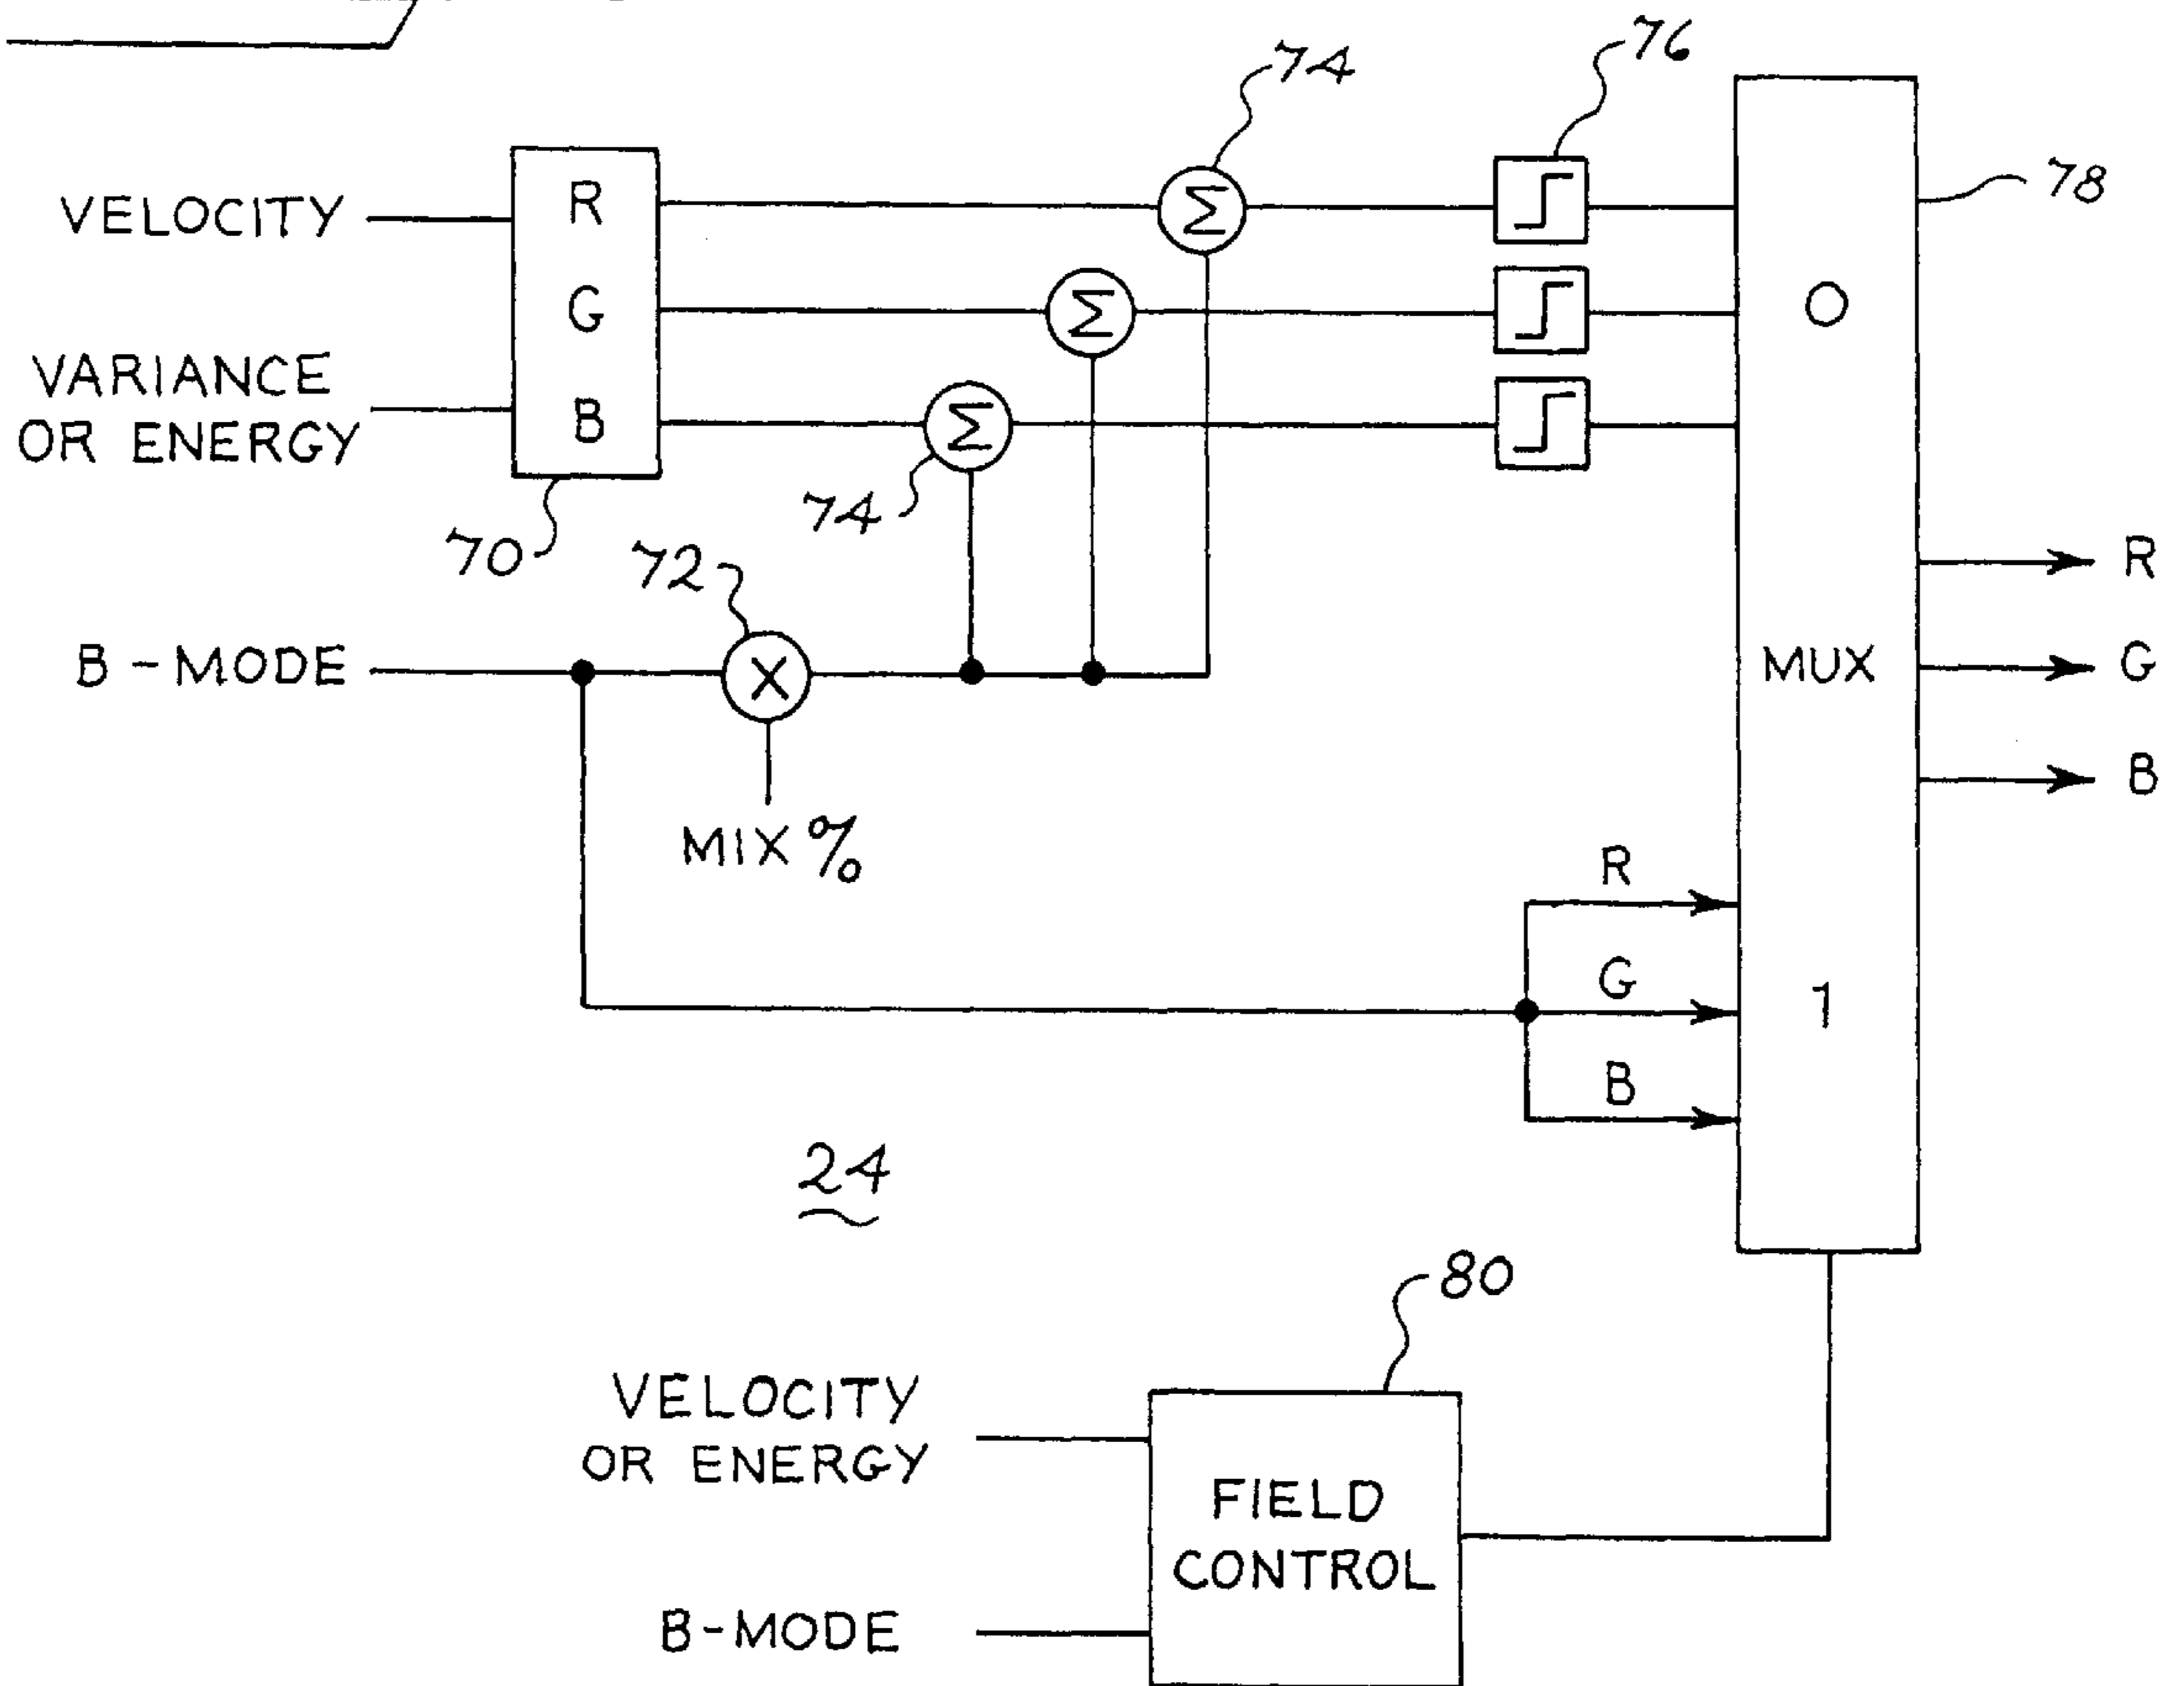 74
76
78
VELOCITY
R
G
VARIANCE
OR ENERGY
B
Σ
Σ
Σ
O
74
70
72
R
B-MODE
X
MUX
G
B
MIX %
R
G
1
B
24
80
VELOCITY
OR ENERGY
FIELD
CONTROL
B-MODE